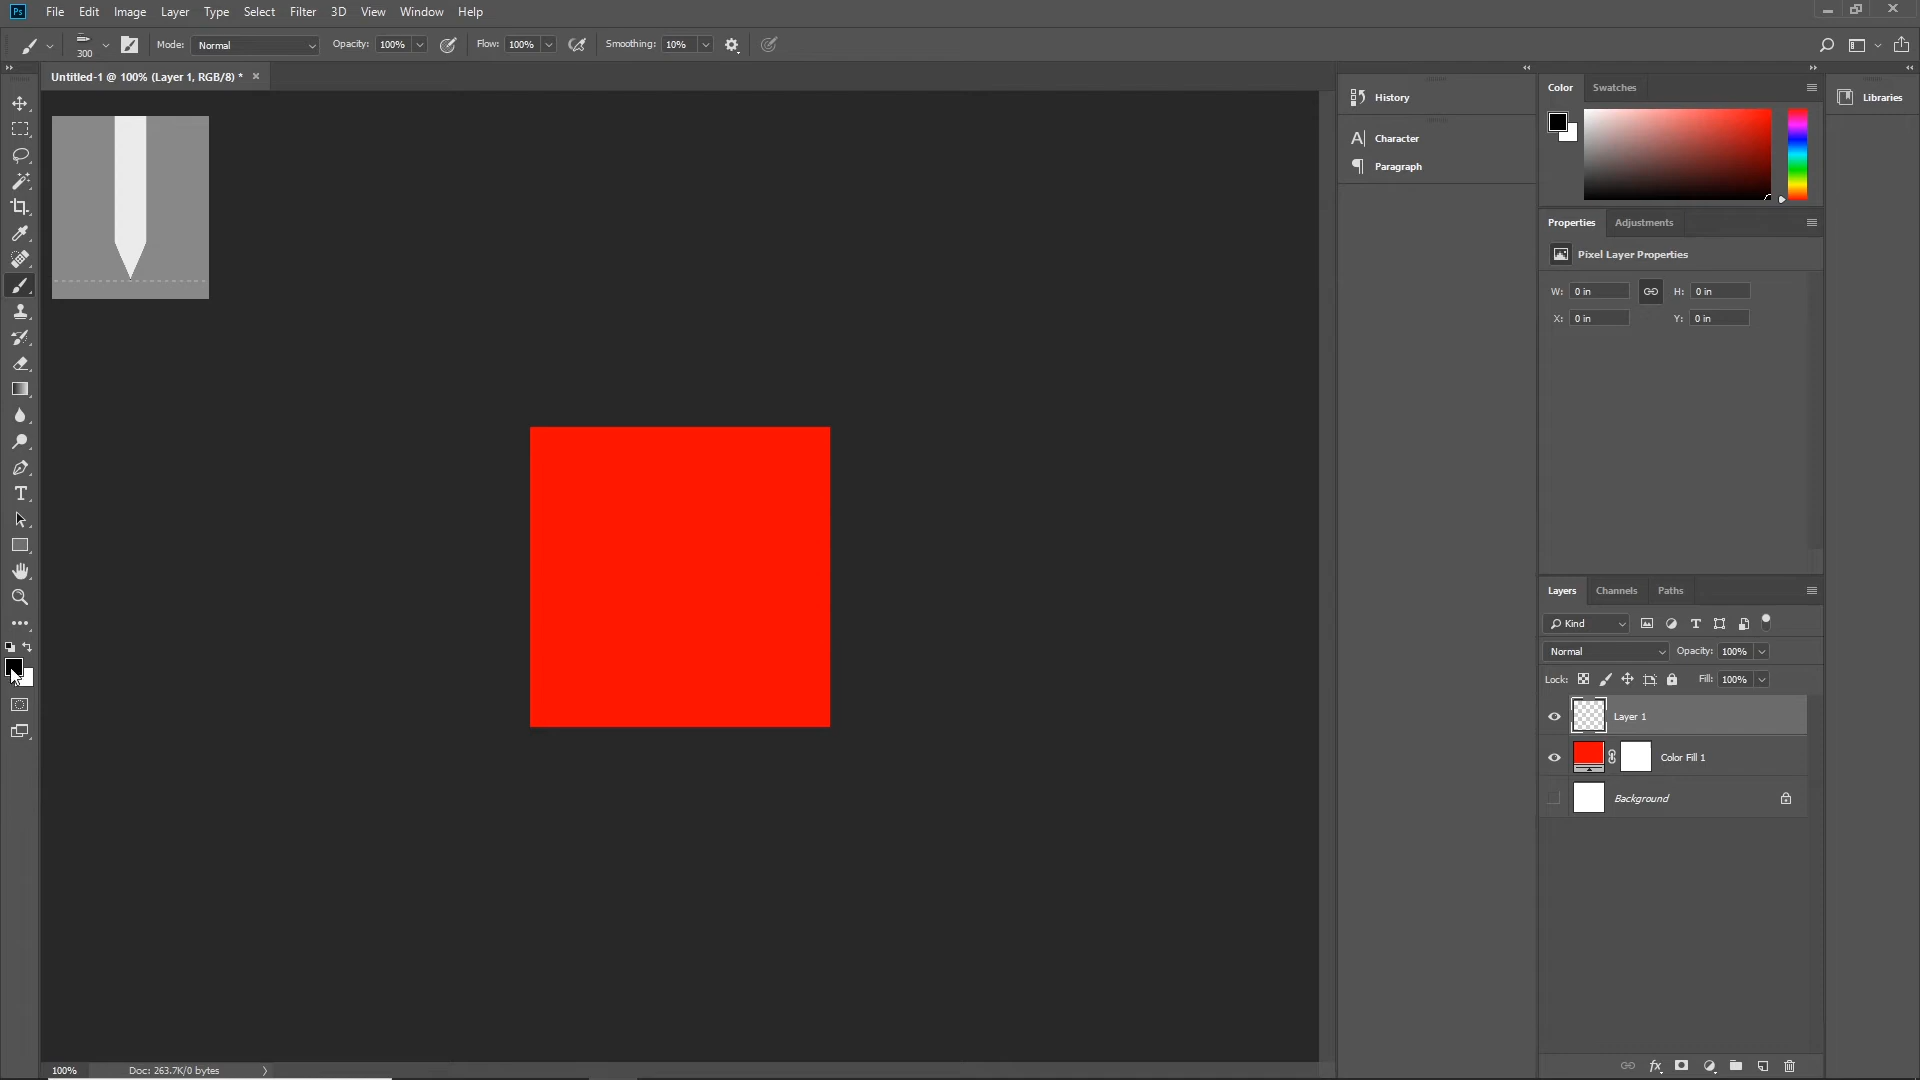 Ps File Edit Image Layer Type Select Filter 3D View Window Help
300 Mode: Normal Opacity: 100% Flow: 100% Smoothing: 10%
Untitled-1 @ 100% (Layer 1, RGB/8) *
History
Character
Paragraph
Color Swatches
Libraries
Properties Adjustments
Pixel Layer Properties
W: 0 in H: 0 in
X: 0 in Y: 0 in
Layers Channels Paths
Kind
Normal Opacity: 100%
Lock: Fill: 100%
Layer 1
Color Fill 1
Background
100% Doc: 263.7K/0 bytes